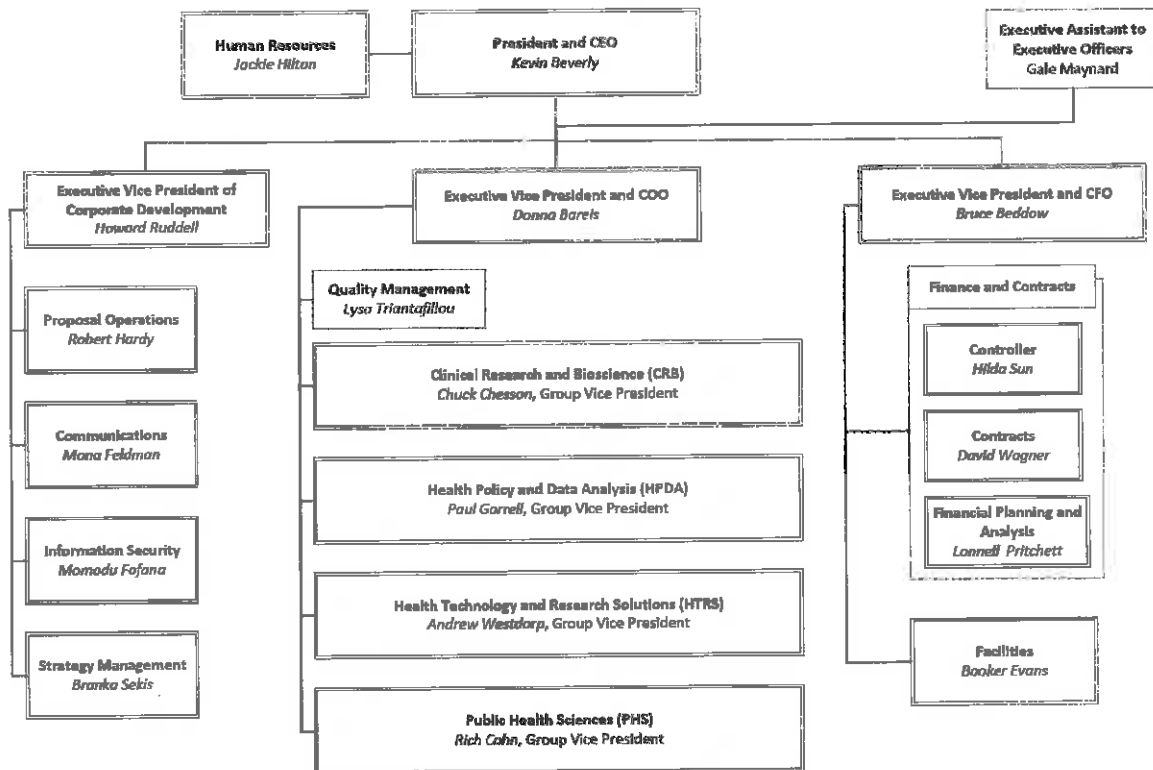 Human Resources
Jackie Hilton
President and CEO
Kevin Beverly
Executive Assistant to
Executive Officers
Gale Maynard
Executive Vice President of
Corporate Development
Howard Ruddell
Executive Vice President and COO
Donna Barels
Executive Vice President and CFO
Bruce Beddow
Proposal Operations
Robert Hardy
Communications
Mona Feldman
Information Security
Momodu Fofana
Strategy Management
Branka Sekis
Quality Management
Lysa Triantafillou
Clinical Research and Bioscience (CRB)
Chuck Chesson, Group Vice President
Health Policy and Data Analysis (HPDA)
Paul Gorrell, Group Vice President
Health Technology and Research Solutions (HTRS)
Andrew Westdorp, Group Vice President
Public Health Sciences (PHS)
Rich Cohn, Group Vice President
Finance and Contracts
Controller
Hilda Sun
Contracts
David Wagner
Financial Planning and
Analysis
Lonnell Pritchett
Facilities
Booker Evans